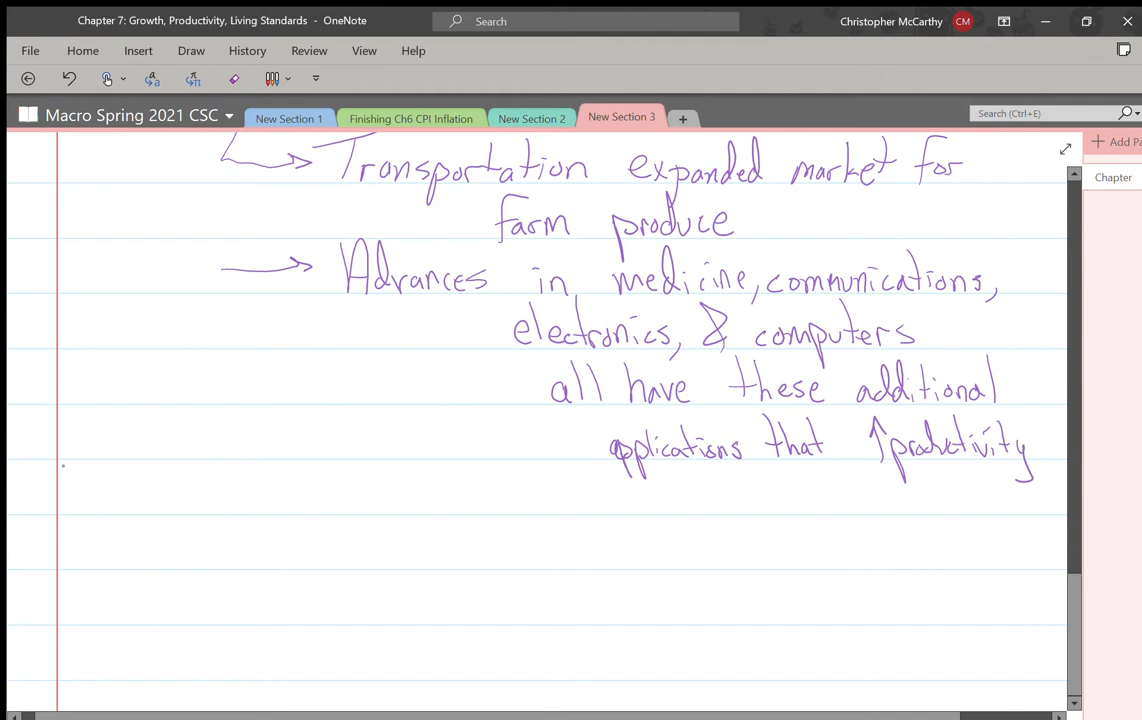 Chapter 7: Growth, Productivity, Living Standards - OneNote
Search
Christopher McCarthy
CM
File Home Insert Draw History Review View Help
Macro Spring 2021 CSC
New Section 1
Finishing Ch6 CPI Inflation
New Section 2
New Section 3
Search (Ctrl+E)
Add Pa
Chapter
Transportation expanded market for
farm produce
Advances in medicine, communications,
electronics, & computers
all have these additional
applications that ↑productivity